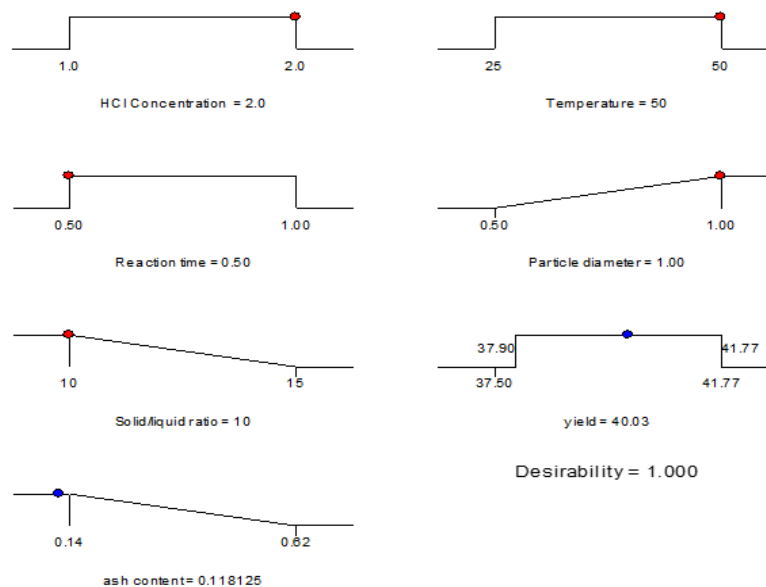 1.0 2.0
HCl Concentration = 2.0
25 50
Temperature = 50
0.50 1.00
Reaction time = 0.50
0.50 1.00
Particle diameter = 1.00
10 15
Solid/liquid ratio = 10
37.90 41.77
37.50 41.77
yield = 40.03
Desirability = 1.000
0.14 0.62
ash content = 0.118125